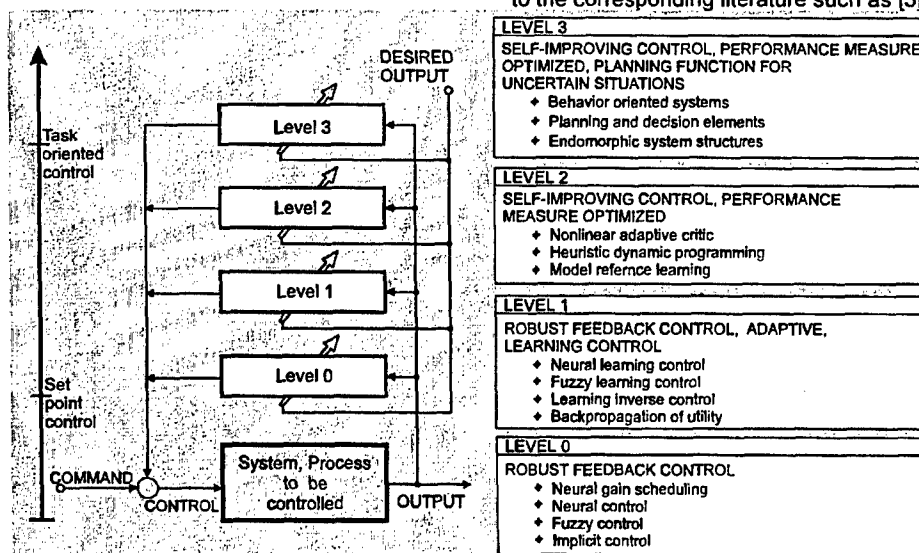 to the corresponding literature such as [5]
DESIRED
OUTPUT
Level 3
Task
oriented
control
Level 2
Level 1
Level 0
Set
point
control
System, Process
to be
controlled
COMMAND
CONTROL
OUTPUT
LEVEL 3
SELF-IMPROVING CONTROL, PERFORMANCE MEASURE
OPTIMIZED, PLANNING FUNCTION FOR
UNCERTAIN SITUATIONS
◆ Behavior oriented systems
◆ Planning and decision elements
◆ Endomorphic system structures
LEVEL 2
SELF-IMPROVING CONTROL, PERFORMANCE
MEASURE OPTIMIZED
◆ Nonlinear adaptive critic
◆ Heuristic dynamic programming
◆ Model refernce learning
LEVEL 1
ROBUST FEEDBACK CONTROL, ADAPTIVE,
LEARNING CONTROL
◆ Neural learning control
◆ Fuzzy learning control
◆ Learning inverse control
◆ Backpropagation of utility
LEVEL 0
ROBUST FEEDBACK CONTROL
◆ Neural gain scheduling
◆ Neural control
◆ Fuzzy control
◆ Implicit control